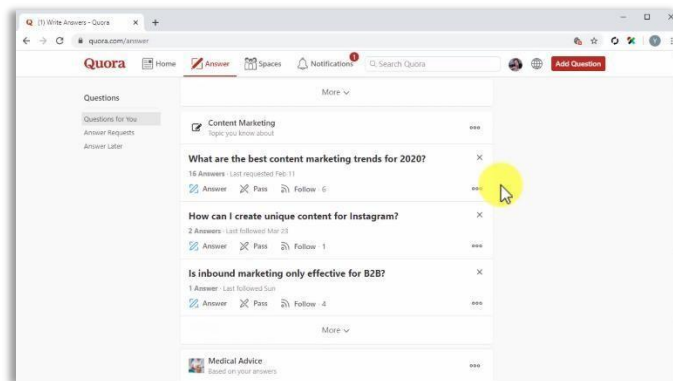 (1) Write Answers - Quora
quora.com/answer
Quora Home Answer Spaces Notifications 1 Search Quora Add Question
More
Questions
Questions for You
Answer Requests
Answer Later
Content Marketing
Topic you know about
What are the best content marketing trends for 2020?
16 Answers · Last requested Feb 11
Answer Pass Follow · 6
How can I create unique content for Instagram?
2 Answers · Last followed Mar 23
Answer Pass Follow · 1
Is inbound marketing only effective for B2B?
1 Answer · Last followed Sun
Answer Pass Follow · 4
More
Medical Advice
Based on your answers